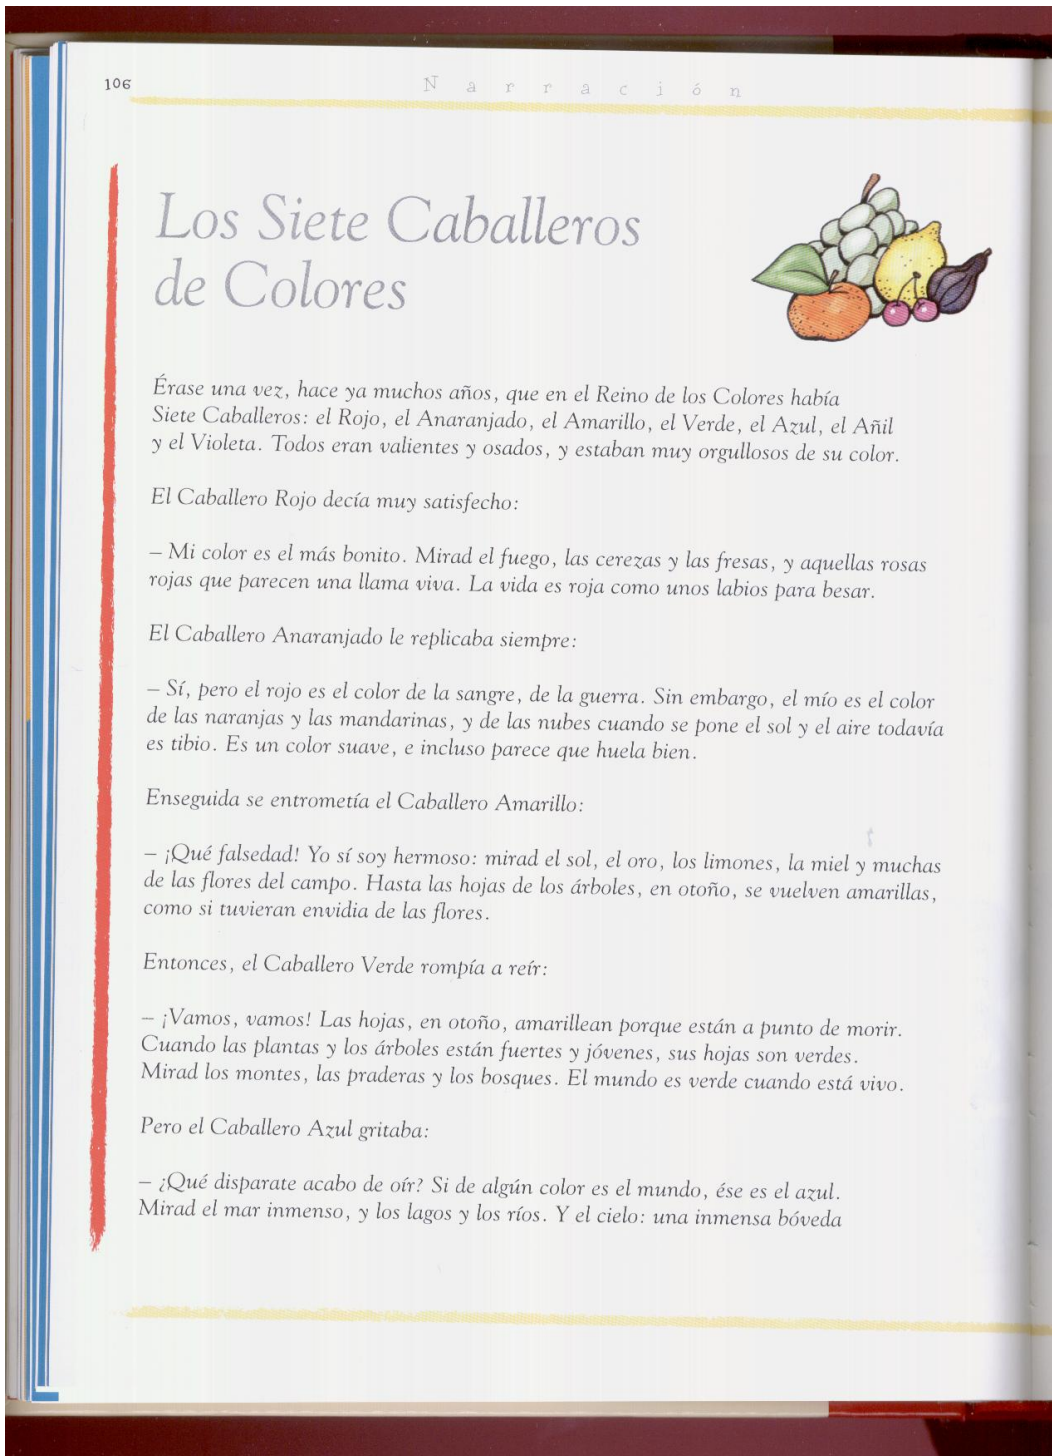 106
Narración
Los Siete Caballeros
de Colores
Érase una vez, hace ya muchos años, que en el Reino de los Colores había
Siete Caballeros: el Rojo, el Anaranjado, el Amarillo, el Verde, el Azul, el Añil
y el Violeta. Todos eran valientes y osados, y estaban muy orgullosos de su color.
El Caballero Rojo decía muy satisfecho:
– Mi color es el más bonito. Mirad el fuego, las cerezas y las fresas, y aquellas rosas
rojas que parecen una llama viva. La vida es roja como unos labios para besar.
El Caballero Anaranjado le replicaba siempre:
– Sí, pero el rojo es el color de la sangre, de la guerra. Sin embargo, el mío es el color
de las naranjas y las mandarinas, y de las nubes cuando se pone el sol y el aire todavía
es tibio. Es un color suave, e incluso parece que huela bien.
Enseguida se entrometía el Caballero Amarillo:
– ¡Qué falsedad! Yo sí soy hermoso: mirad el sol, el oro, los limones, la miel y muchas
de las flores del campo. Hasta las hojas de los árboles, en otoño, se vuelven amarillas,
como si tuvieran envidia de las flores.
Entonces, el Caballero Verde rompía a reír:
– ¡Vamos, vamos! Las hojas, en otoño, amarillean porque están a punto de morir.
Cuando las plantas y los árboles están fuertes y jóvenes, sus hojas son verdes.
Mirad los montes, las praderas y los bosques. El mundo es verde cuando está vivo.
Pero el Caballero Azul gritaba:
– ¿Qué disparate acabo de oír? Si de algún color es el mundo, ése es el azul.
Mirad el mar inmenso, y los lagos y los ríos. Y el cielo: una inmensa bóveda